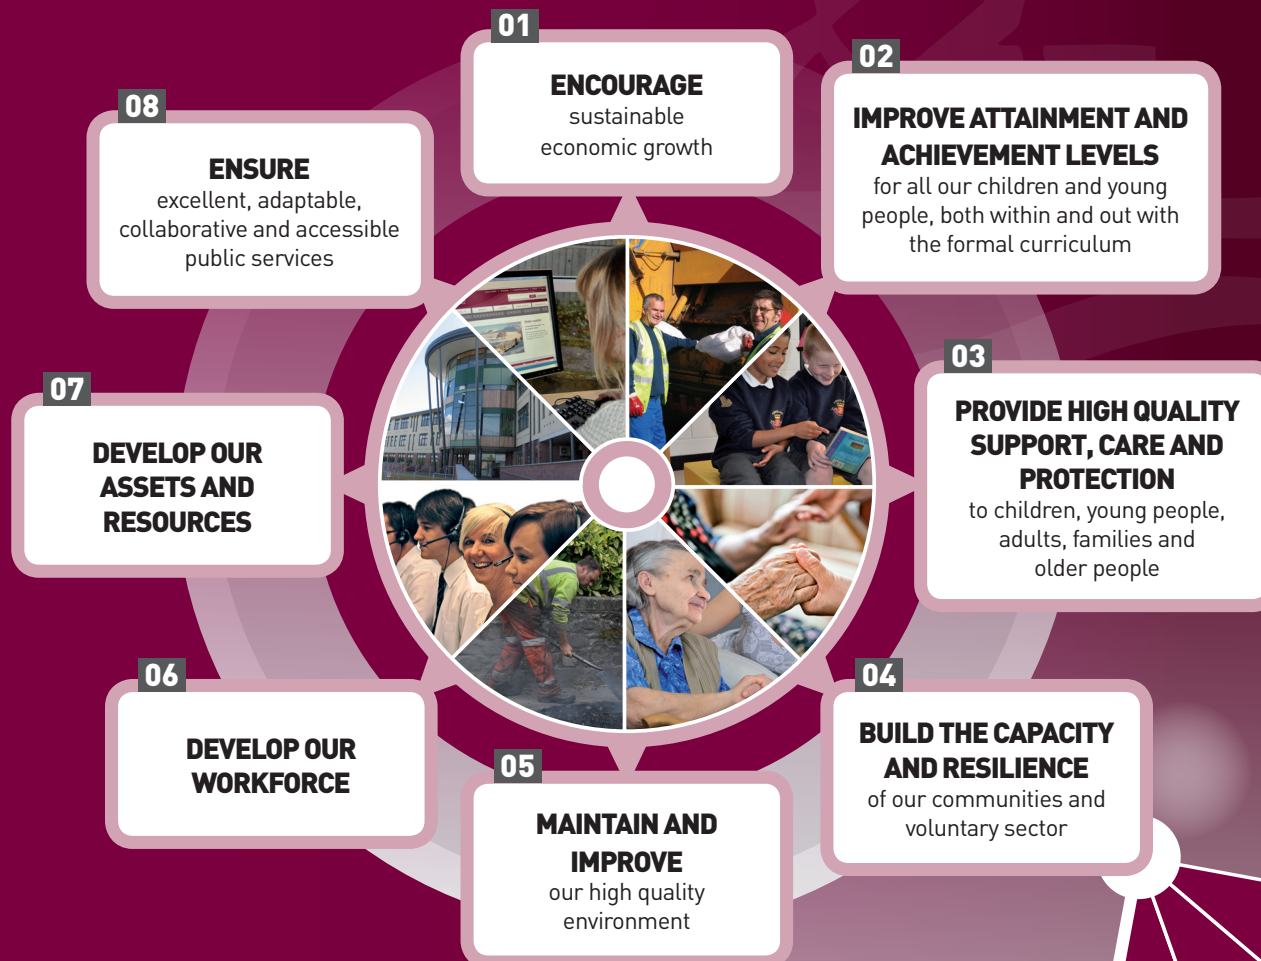 01
ENCOURAGE
sustainable
economic growth
02
IMPROVE ATTAINMENT AND
ACHIEVEMENT LEVELS
for all our children and young
people, both within and out with
the formal curriculum
03
PROVIDE HIGH QUALITY
SUPPORT, CARE AND
PROTECTION
to children, young people,
adults, families and
older people
04
BUILD THE CAPACITY
AND RESILIENCE
of our communities and
voluntary sector
05
MAINTAIN AND
IMPROVE
our high quality
environment
06
DEVELOP OUR
WORKFORCE
07
DEVELOP OUR
ASSETS AND
RESOURCES
08
ENSURE
excellent, adaptable,
collaborative and accessible
public services